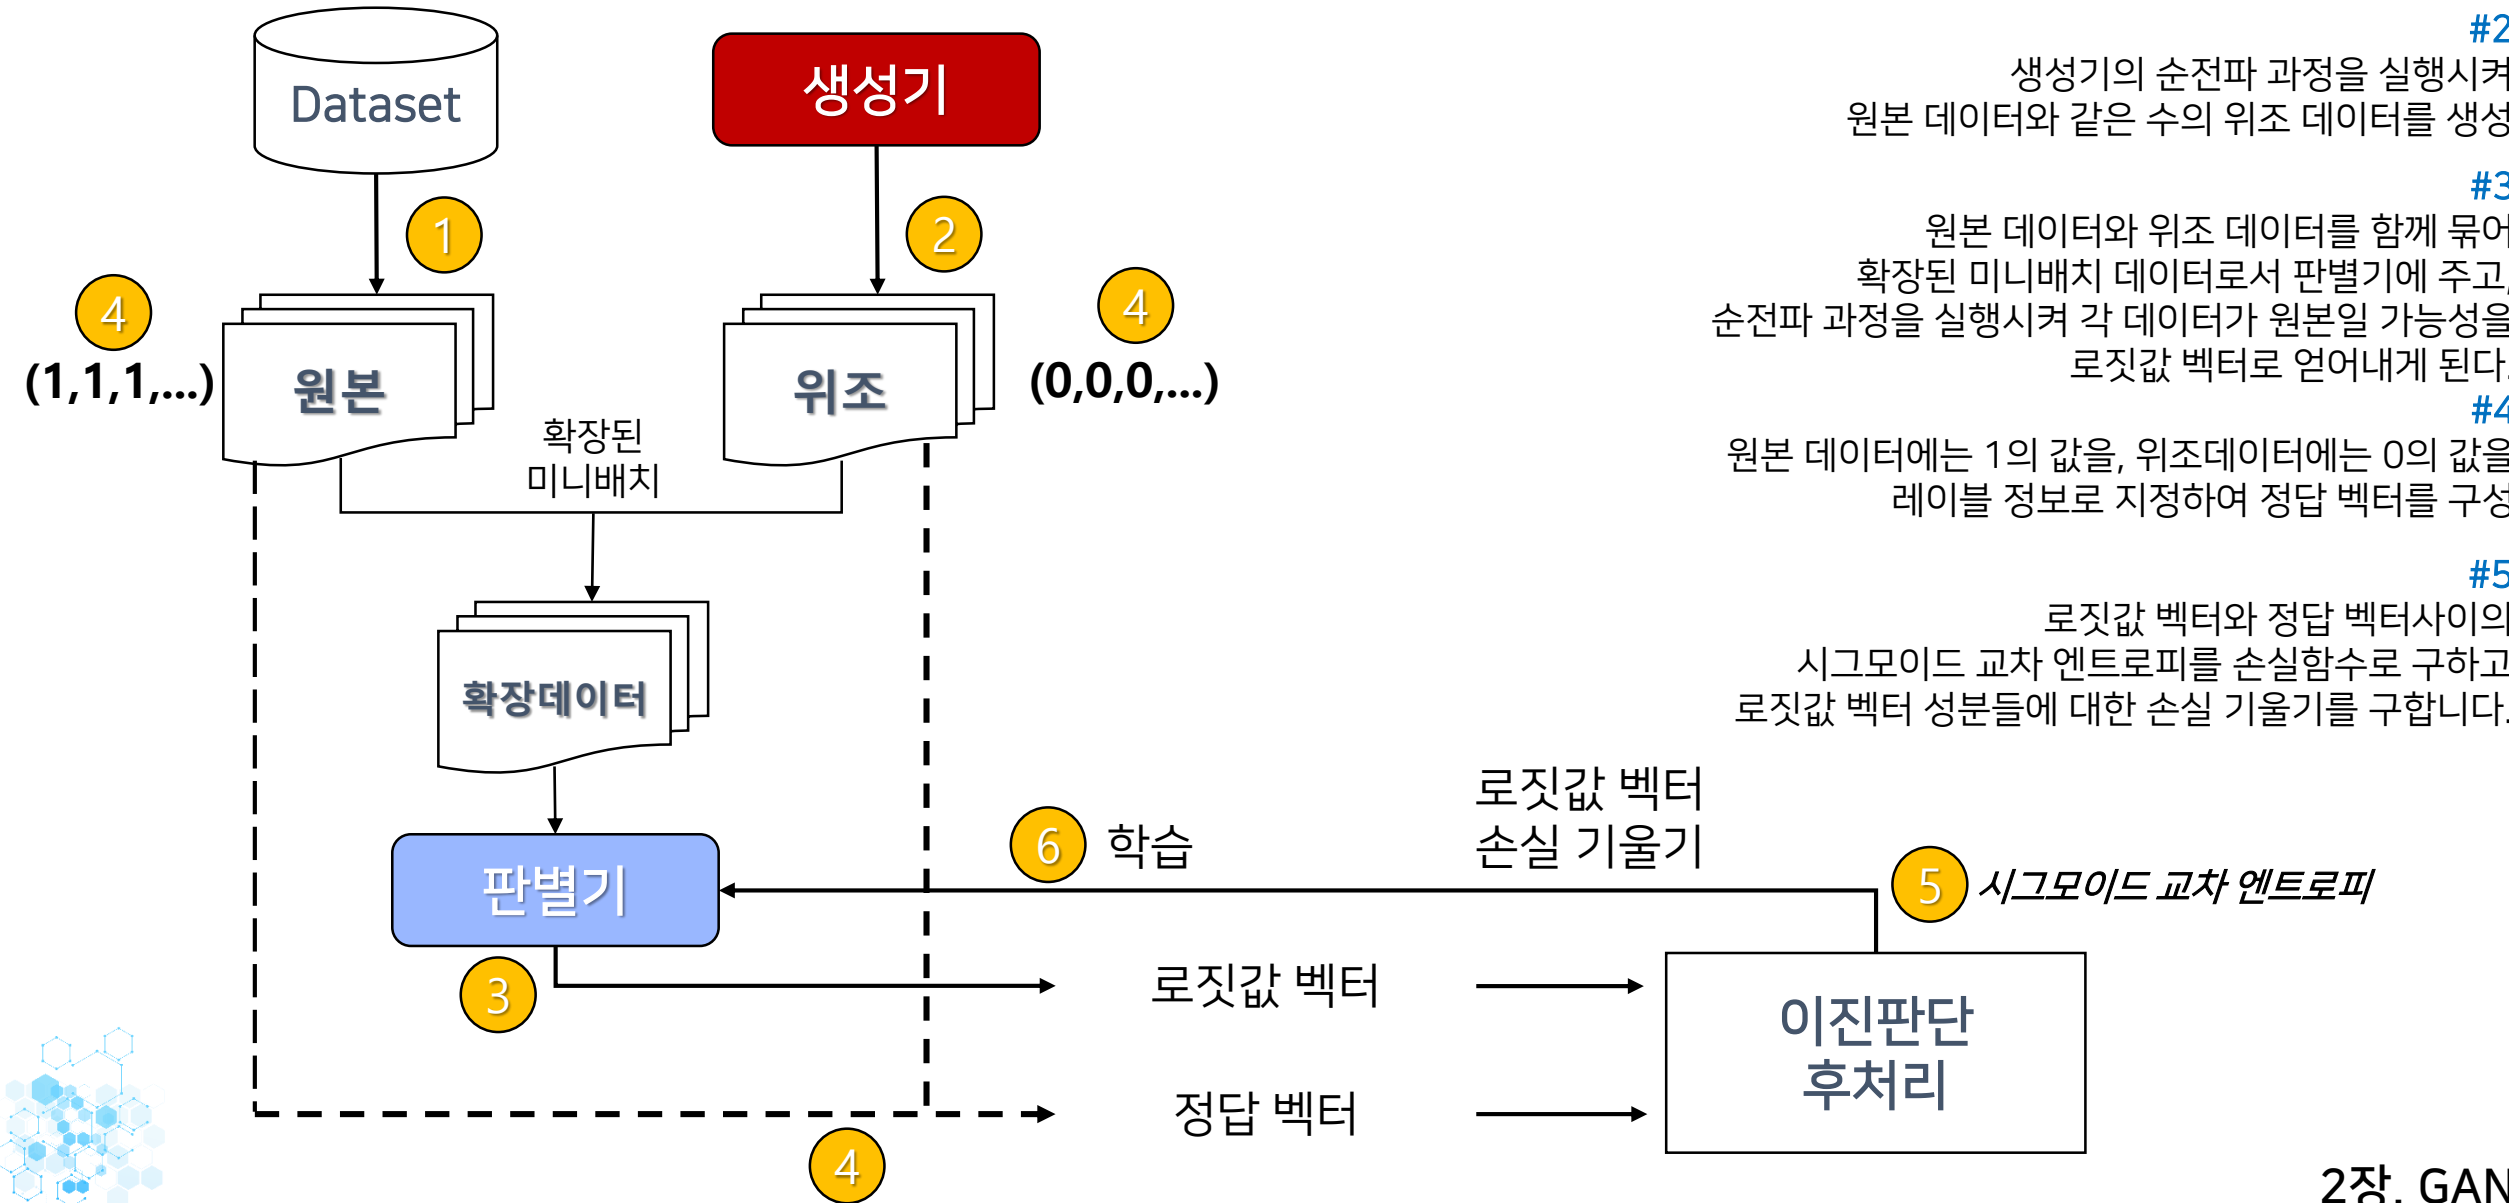 Dataset
생성기
1
2
4
(1,1,1,...)
원본
위조
4
(0,0,0,...)
확장된
미니배치
확장데이터
판별기
3
6
학습
로짓값 벡터
손실 기울기
5
시그모이드 교차 엔트로피
로짓값 벡터
정답 벡터
4
이진판단
후처리
#2
생성기의 순전파 과정을 실행시켜
원본 데이터와 같은 수의 위조 데이터를 생성
#3
원본 데이터와 위조 데이터를 함께 묶어
확장된 미니배치 데이터로서 판별기에 주고,
순전파 과정을 실행시켜 각 데이터가 원본일 가능성을
로짓값 벡터로 얻어내게 된다.
#4
원본 데이터에는 1의 값을, 위조데이터에는 0의 값을
레이블 정보로 지정하여 정답 벡터를 구성
#5
로짓값 벡터와 정답 벡터사이의
시그모이드 교차 엔트로피를 손실함수로 구하고
로짓값 벡터 성분들에 대한 손실 기울기를 구합니다.
2장. GAN